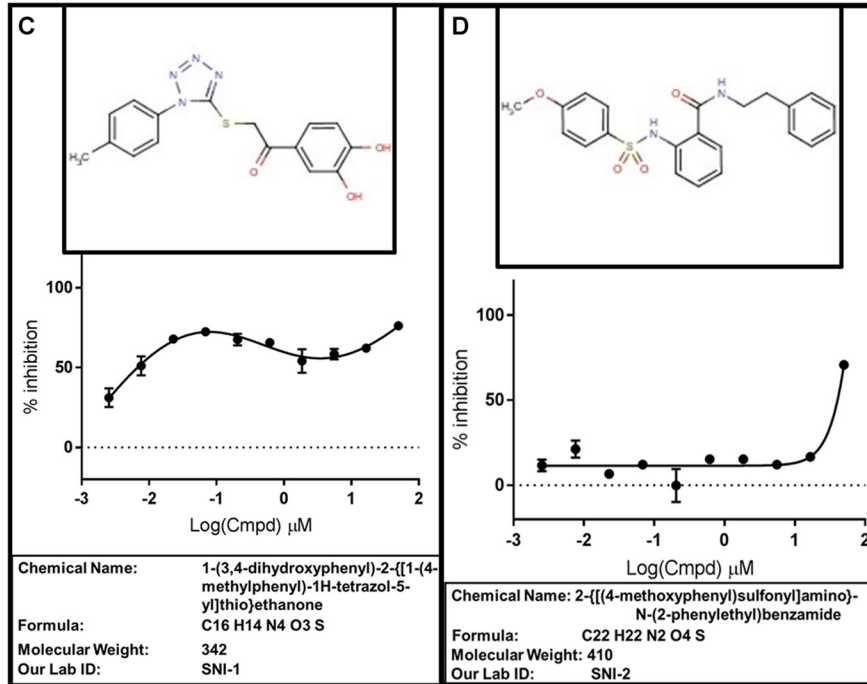 C
N
N
N
N
N
S
O
OH
OH
H3C
100
50
0
% inhibition
-3 -2 -1 0 1 2
Log(Cmpd) μM
Chemical Name: 1-(3,4-dihydroxyphenyl)-2-{[1-(4-
methylphenyl)-1H-tetrazol-5-
yl]thio}ethanone
Formula: C16 H14 N4 O3 S
Molecular Weight: 342
Our Lab ID: SNI-1
D
H3C
O
O
H
N
H
N
S
O
O
100
50
0
% inhibition
-3 -2 -1 0 1 2
Log(Cmpd) μM
Chemical Name: 2-{[(4-methoxyphenyl)sulfonyl]amino}-
N-(2-phenylethyl)benzamide
Formula: C22 H22 N2 O4 S
Molecular Weight: 410
Our Lab ID: SNI-2